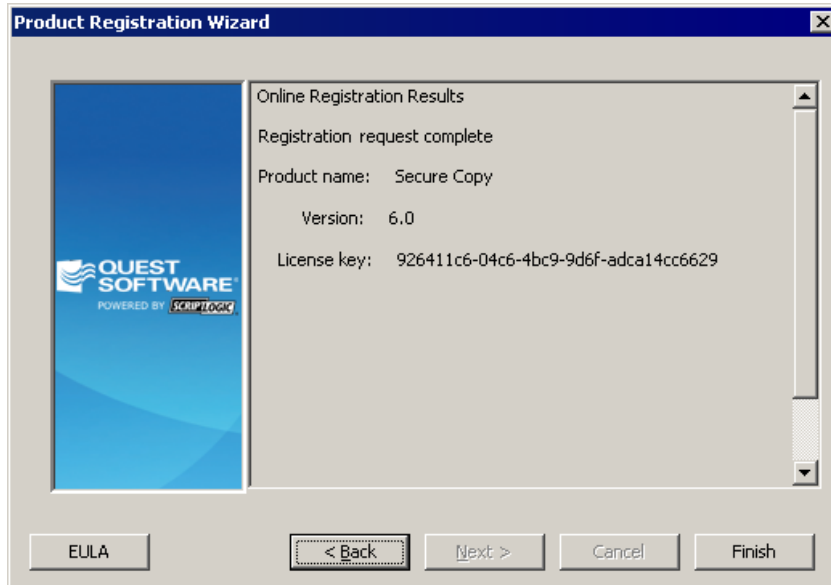 Product Registration Wizard
Online Registration Results
Registration request complete
Product name: Secure Copy
Version: 6.0
License key: 926411c6-04c6-4bc9-9d6f-adca14cc6629
QUEST
SOFTWARE
POWERED BY SCRIPTLOGIC
EULA
< Back
Next >
Cancel
Finish